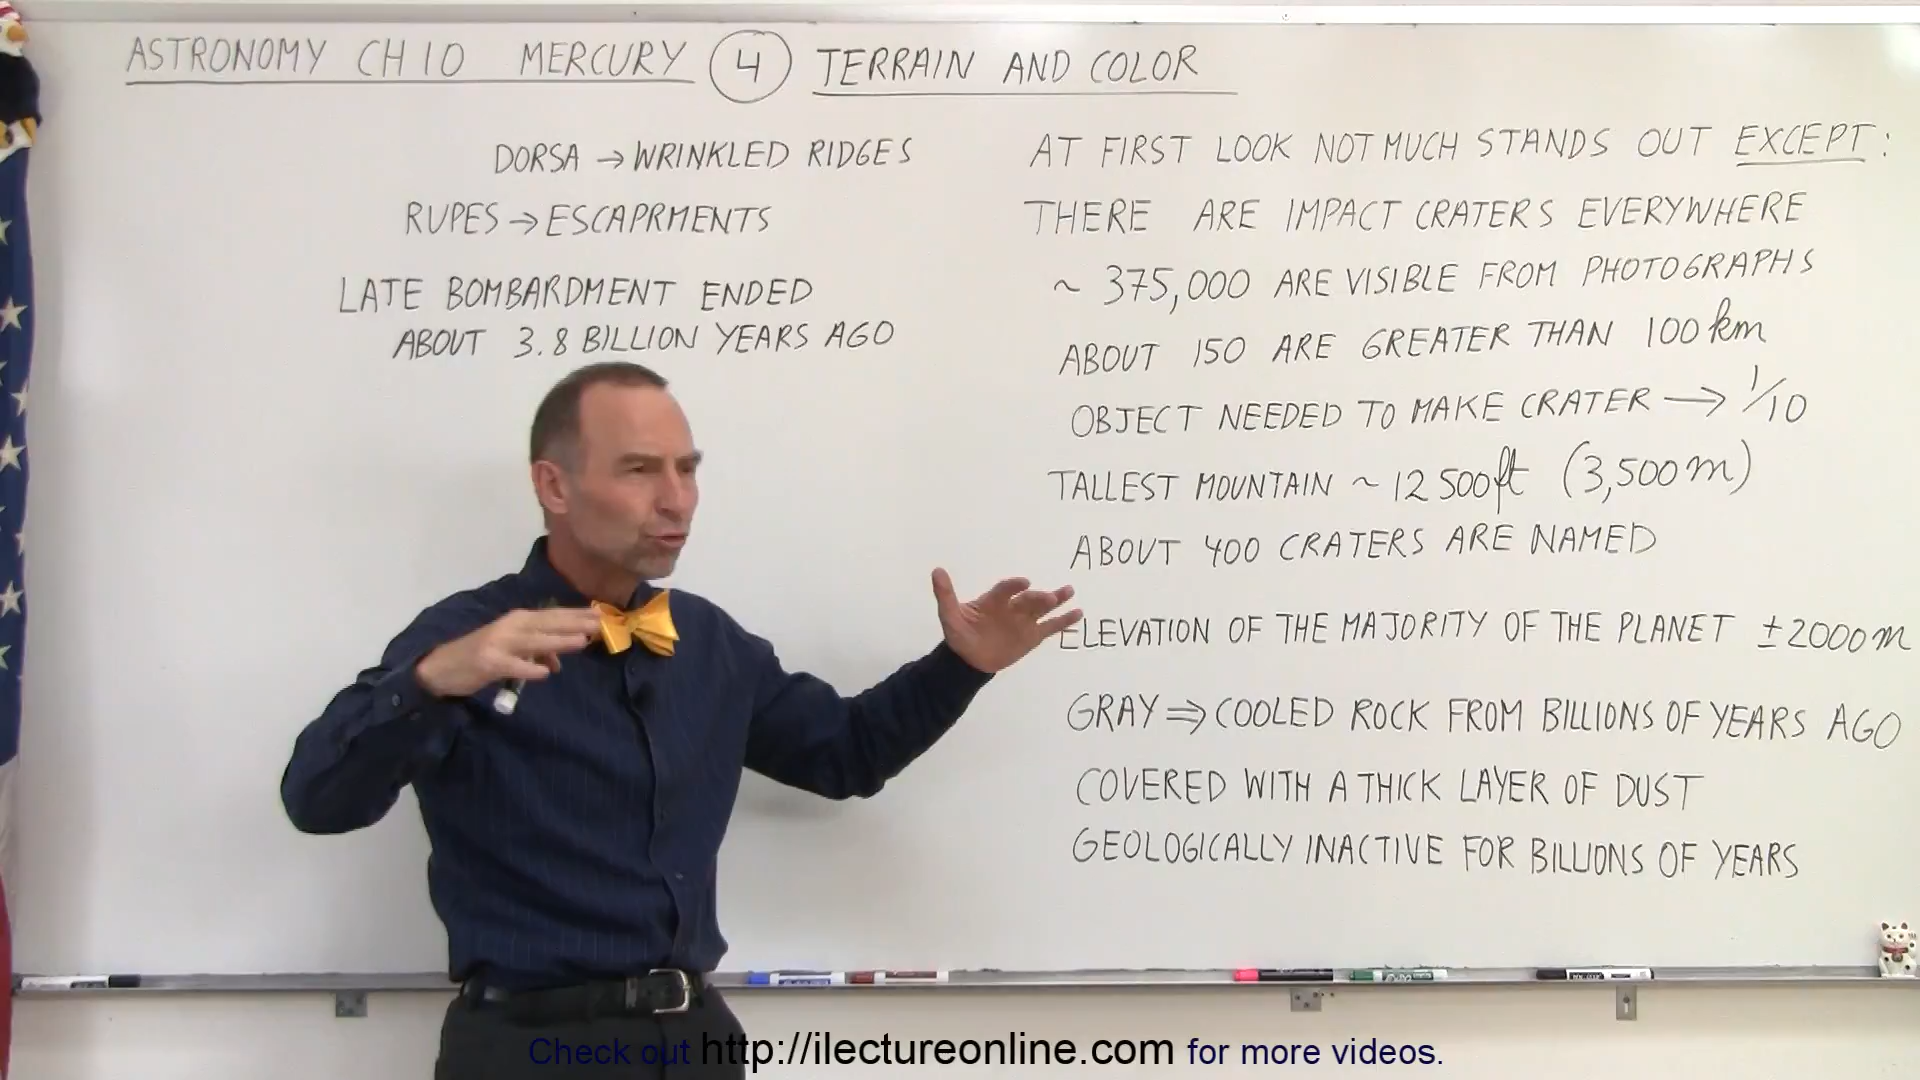 ASTRONOMY CH 10 MERCURY 4 TERRAIN AND COLOR
DORSA → WRINKLED RIDGES
RUPES → ESCAPRMENTS
LATE BOMBARDMENT ENDED
ABOUT 3.8 BILLION YEARS AGO
AT FIRST LOOK NOT MUCH STANDS OUT EXCEPT:
THERE ARE IMPACT CRATERS EVERYWHERE
~ 375,000 ARE VISIBLE FROM PHOTOGRAPHS
ABOUT 150 ARE GREATER THAN 100 km
OBJECT NEEDED TO MAKE CRATER → 1/10
TALLEST MOUNTAIN ~ 12 500 ft (3,500 m)
ABOUT 400 CRATERS ARE NAMED
ELEVATION OF THE MAJORITY OF THE PLANET ±2000 m
GRAY ⇒ COOLED ROCK FROM BILLIONS OF YEARS AGO
COVERED WITH A THICK LAYER OF DUST
GEOLOGICALLY INACTIVE FOR BILLIONS OF YEARS
Check out http://ilectureonline.com for more videos.